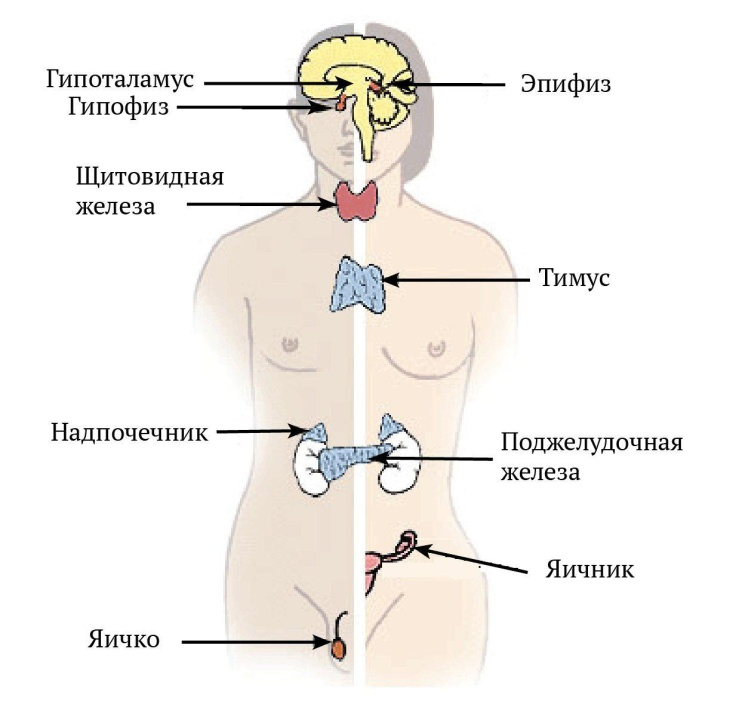 Гипоталамус
Эпифиз
Гипофиз
Щитовидная
железа
Тимус
Надпочечник
Поджелудочная
железа
Яичник
Яичко